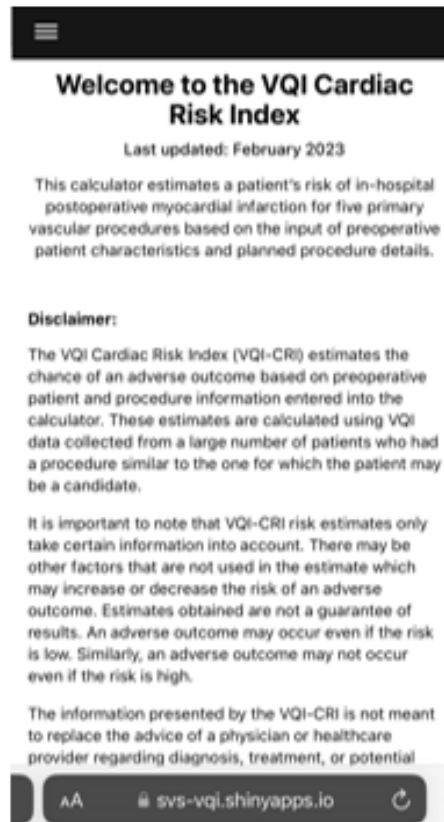 Welcome to the VQI Cardiac
Risk Index
Last updated: February 2023
This calculator estimates a patient's risk of in-hospital
postoperative myocardial infarction for five primary
vascular procedures based on the input of preoperative
patient characteristics and planned procedure details.
Disclaimer:
The VQI Cardiac Risk Index (VQI-CRI) estimates the
chance of an adverse outcome based on preoperative
patient and procedure information entered into the
calculator. These estimates are calculated using VQI
data collected from a large number of patients who had
a procedure similar to the one for which the patient may
be a candidate.
It is important to note that VQI-CRI risk estimates only
take certain information into account. There may be
other factors that are not used in the estimate which
may increase or decrease the risk of an adverse
outcome. Estimates obtained are not a guarantee of
results. An adverse outcome may occur even if the risk
is low. Similarly, an adverse outcome may not occur
even if the risk is high.
The information presented by the VQI-CRI is not meant
to replace the advice of a physician or healthcare
provider regarding diagnosis, treatment, or potential
AA svs-vqi.shinyapps.io